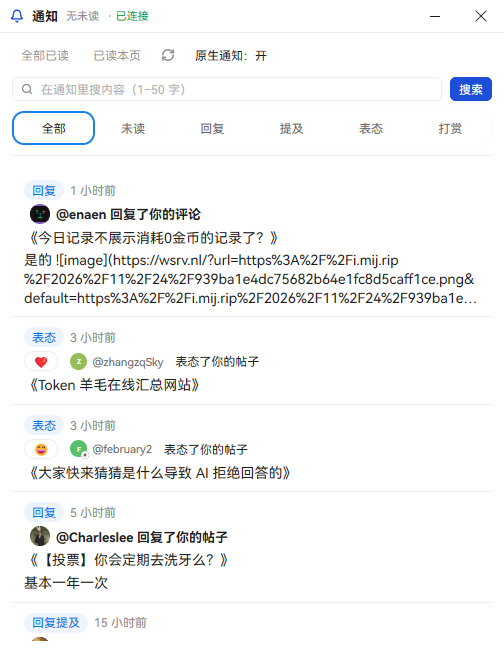 通知 无未读 · 已连接
全部已读 已读本页 原生通知：开
在通知里搜内容（1–50 字） 搜索
全部 未读 回复 提及 表态 打赏
回复 1 小时前
@enaen 回复了你的评论
《今日记录不展示消耗0金币的记录了？》
是的 ![image](https://wsrv.nl/?url=https%3A%2F%2Fi.mij.rip
%2F2026%2F11%2F24%2F939ba1e4dc75682b64e1fc8d5caff1ce.png&
default=https%3A%2F%2Fi.mij.rip%2F2026%2F11%2F24%2F939ba1e…
表态 3 小时前
Z @zhangzqSky 表态了你的帖子
《Token 羊毛在线汇总网站》
表态 3 小时前
F @february2 表态了你的帖子
《大家快来猜猜是什么导致 AI 拒绝回答的》
回复 5 小时前
@Charleslee 回复了你的帖子
《【投票】你会定期去洗牙么？》
基本一年一次
回复提及 15 小时前